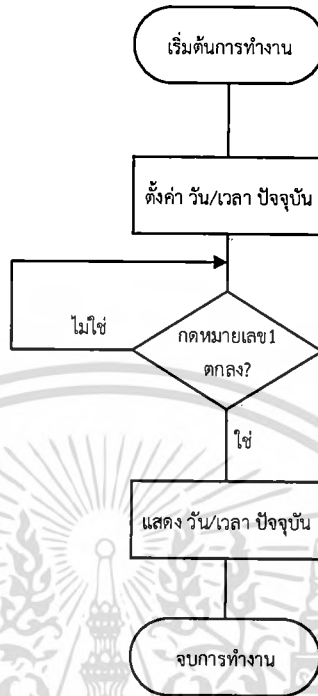 เริ่มต้นการทำงาน
ตั้งค่า วัน/เวลา ปัจจุบัน
ไม่ใช่
กดหมายเลข1
ตกลง?
ใช่
แสดง วัน/เวลา ปัจจุบัน
จบการทำงาน